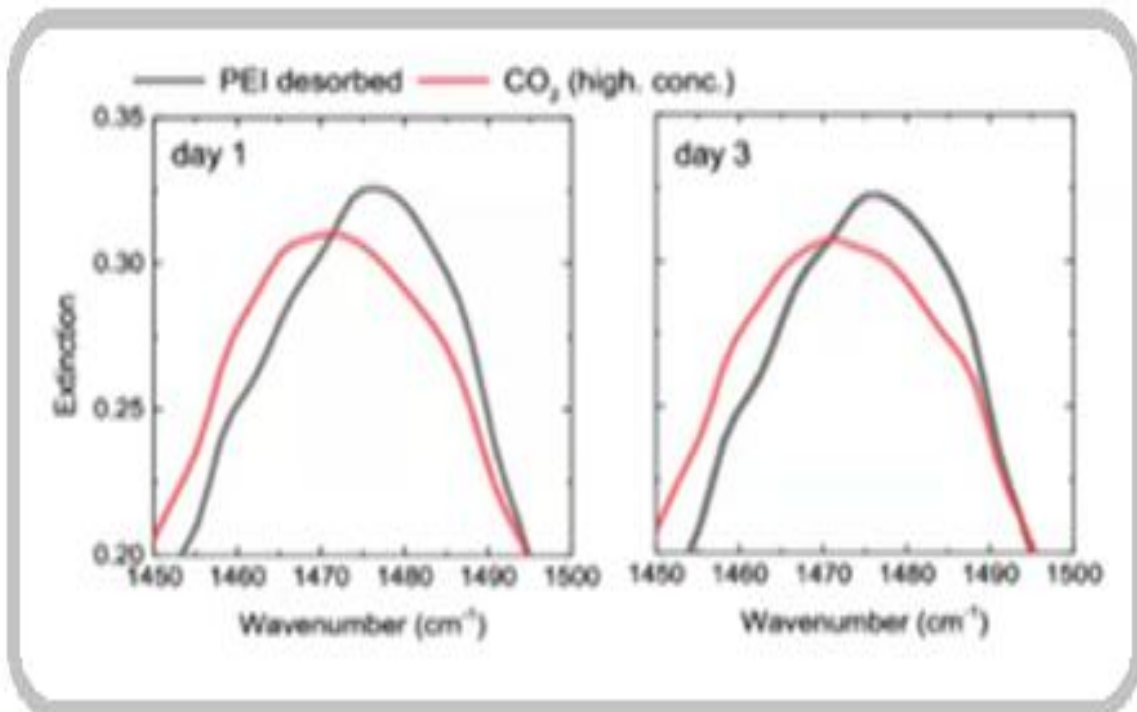 PEI desorbed CO₂ (high. conc.)
day 1
day 3
0.35
0.30
0.25
0.20
Extinction
1450 1460 1470 1480 1490 1500
1450 1460 1470 1480 1490 1500
Wavenumber (cm⁻¹)
Wavenumber (cm⁻¹)